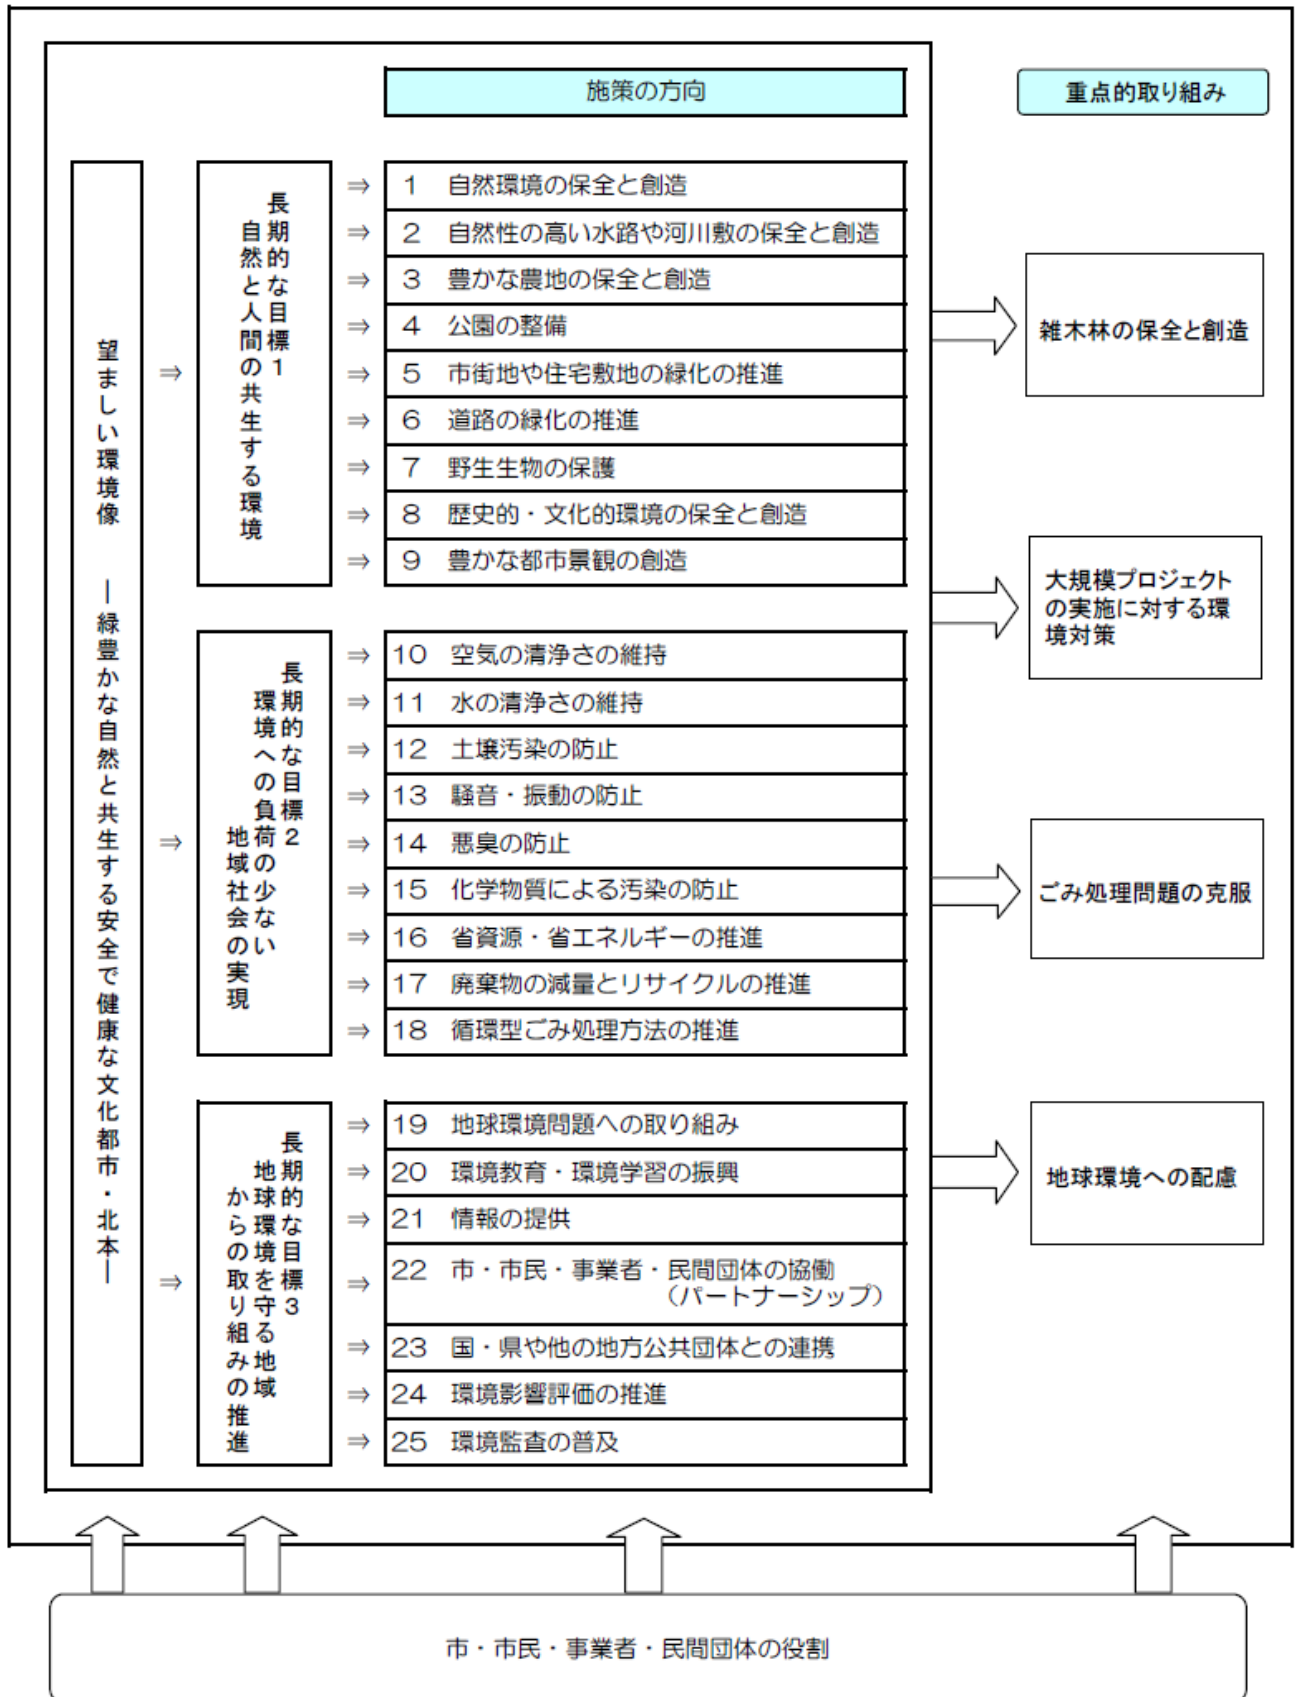 施策の方向
重点的取り組み
望ましい環境像　―緑豊かな自然と共生する安全で健康な文化都市・北本―
⇒
長期的な目標1
自然と人間の共生する環境
⇒ 1 自然環境の保全と創造
⇒ 2 自然性の高い水路や河川敷の保全と創造
⇒ 3 豊かな農地の保全と創造
⇒ 4 公園の整備
⇒ 5 市街地や住宅敷地の緑化の推進
⇒ 6 道路の緑化の推進
⇒ 7 野生生物の保護
⇒ 8 歴史的・文化的環境の保全と創造
⇒ 9 豊かな都市景観の創造
⇒
長期的な目標2
環境への負荷の少ない
地域社会の実現
⇒ 10 空気の清浄さの維持
⇒ 11 水の清浄さの維持
⇒ 12 土壌汚染の防止
⇒ 13 騒音・振動の防止
⇒ 14 悪臭の防止
⇒ 15 化学物質による汚染の防止
⇒ 16 省資源・省エネルギーの推進
⇒ 17 廃棄物の減量とリサイクルの推進
⇒ 18 循環型ごみ処理方法の推進
⇒
長期的な目標3
地球環境を守る地域
からの取り組みの推進
⇒ 19 地球環境問題への取り組み
⇒ 20 環境教育・環境学習の振興
⇒ 21 情報の提供
⇒ 22 市・市民・事業者・民間団体の協働
（パートナーシップ）
⇒ 23 国・県や他の地方公共団体との連携
⇒ 24 環境影響評価の推進
⇒ 25 環境監査の普及
雑木林の保全と創造
大規模プロジェクト
の実施に対する環
境対策
ごみ処理問題の克服
地球環境への配慮
市・市民・事業者・民間団体の役割